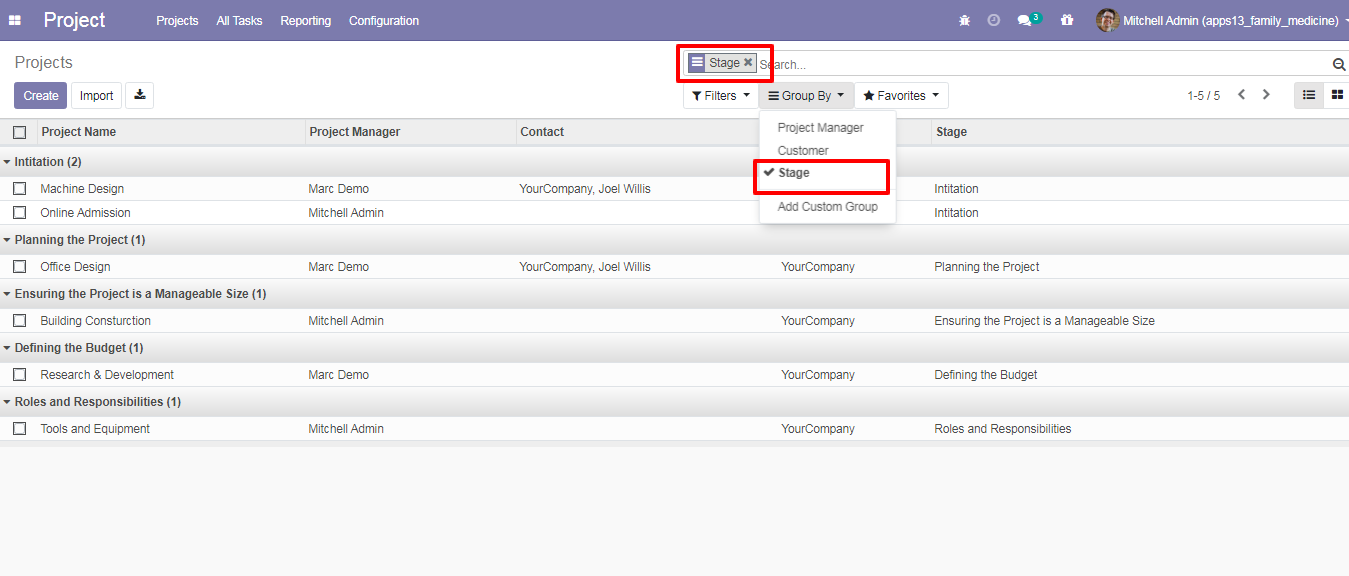 Project Projects All Tasks Reporting Configuration 3 Mitchell Admin (apps13_family_medicine)
Projects
Stage Search...
Create Import Filters Group By Favorites 1-5 / 5
Project Name Project Manager Contact Stage
Project Manager
Customer
Stage
Add Custom Group
Intitation (2)
Machine Design Marc Demo YourCompany, Joel Willis Intitation
Online Admission Mitchell Admin Intitation
Planning the Project (1)
Office Design Marc Demo YourCompany, Joel Willis YourCompany Planning the Project
Ensuring the Project is a Manageable Size (1)
Building Consturction Mitchell Admin YourCompany Ensuring the Project is a Manageable Size
Defining the Budget (1)
Research & Development Marc Demo YourCompany Defining the Budget
Roles and Responsibilities (1)
Tools and Equipment Mitchell Admin YourCompany Roles and Responsibilities